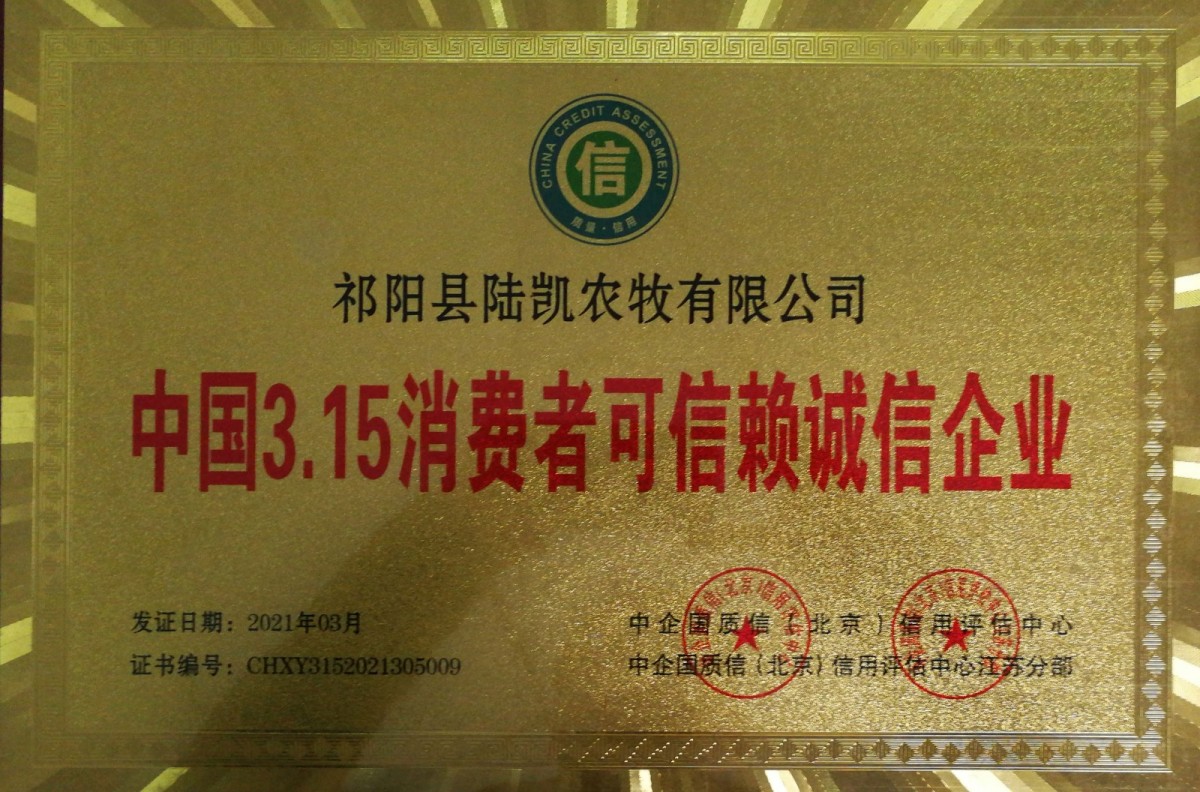 CHINA CREDIT ASSESSMENT
信
质量·信用
祁阳县陆凯农牧有限公司
中国3.15消费者可信赖诚信企业
发证日期：2021年03月
证书编号：CHXY3152021305009
中企国质信（北京）信用评估中心
中企国质信（北京）信用评估中心江苏分部